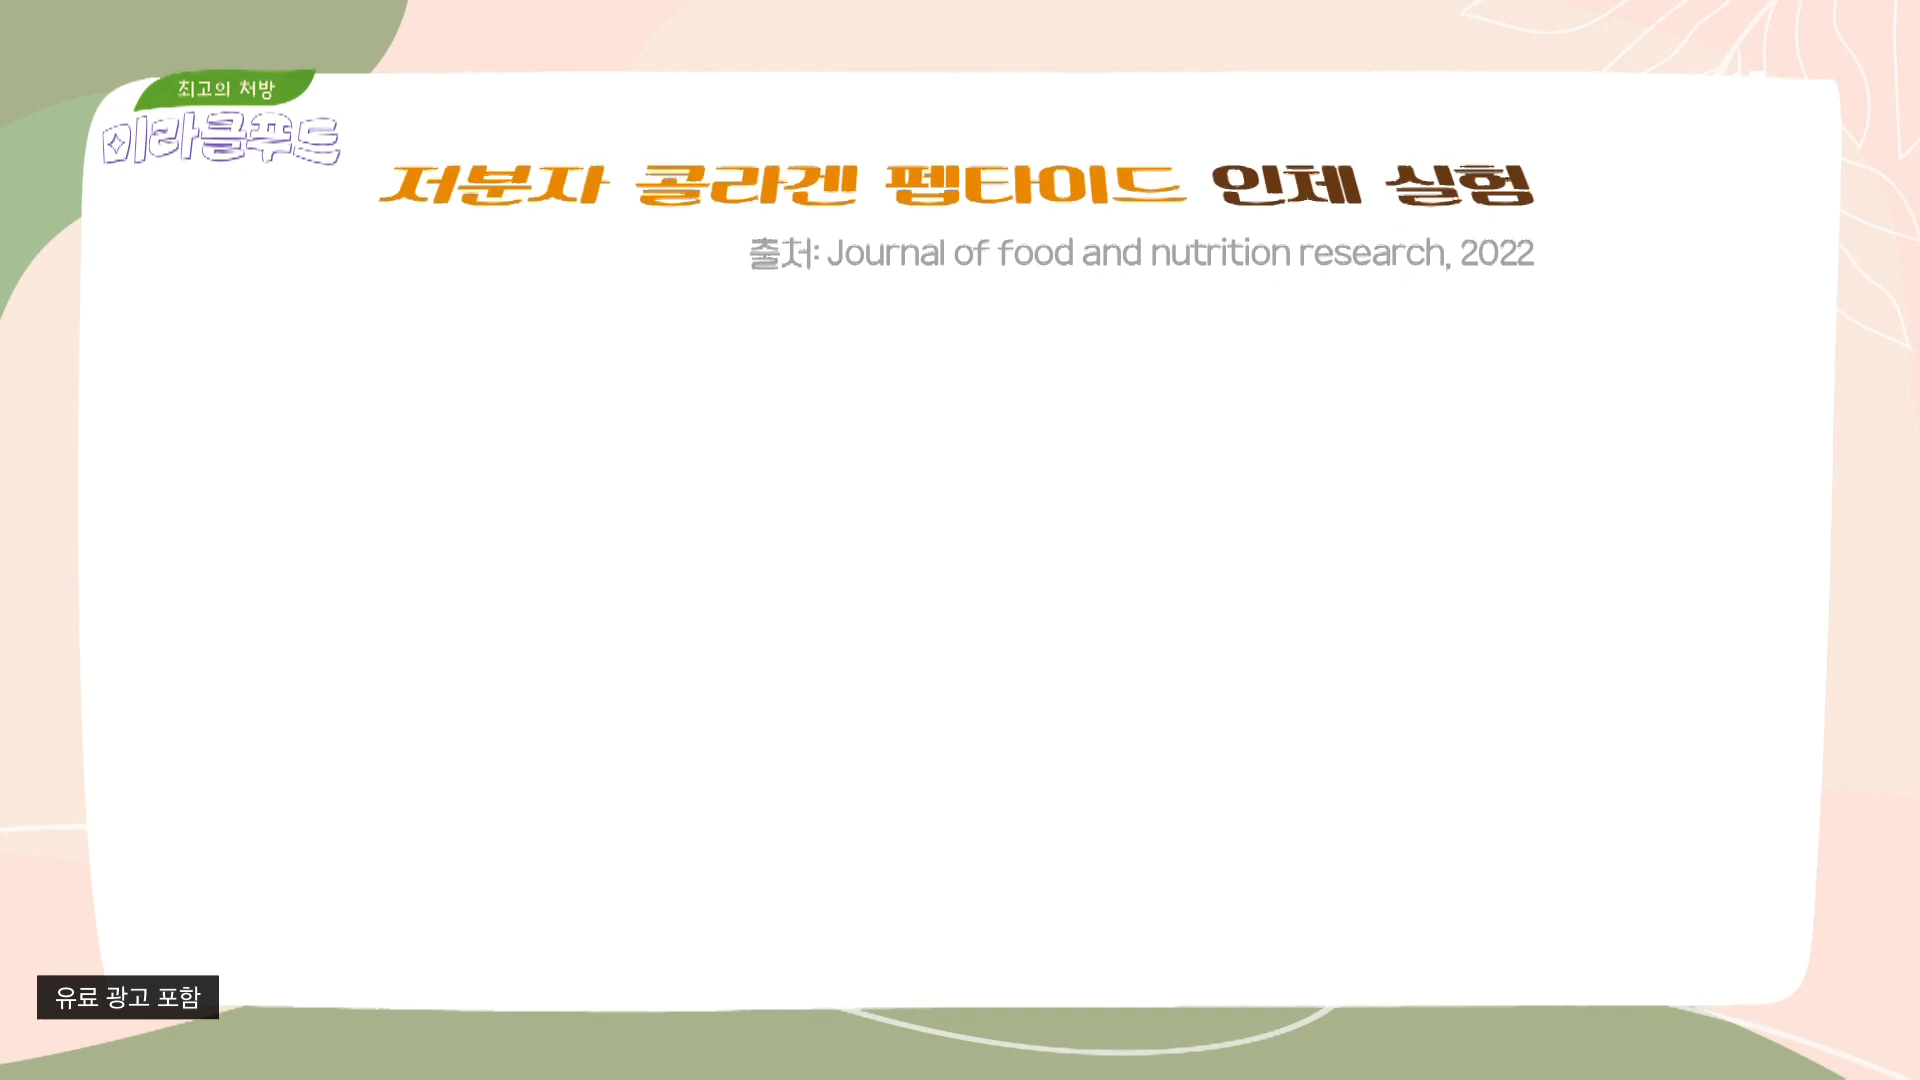 최고의 처방
미라클푸드
저분자 콜라겐 펩타이드 인체 실험
출처: Journal of food and nutrition research, 2022
유료 광고 포함